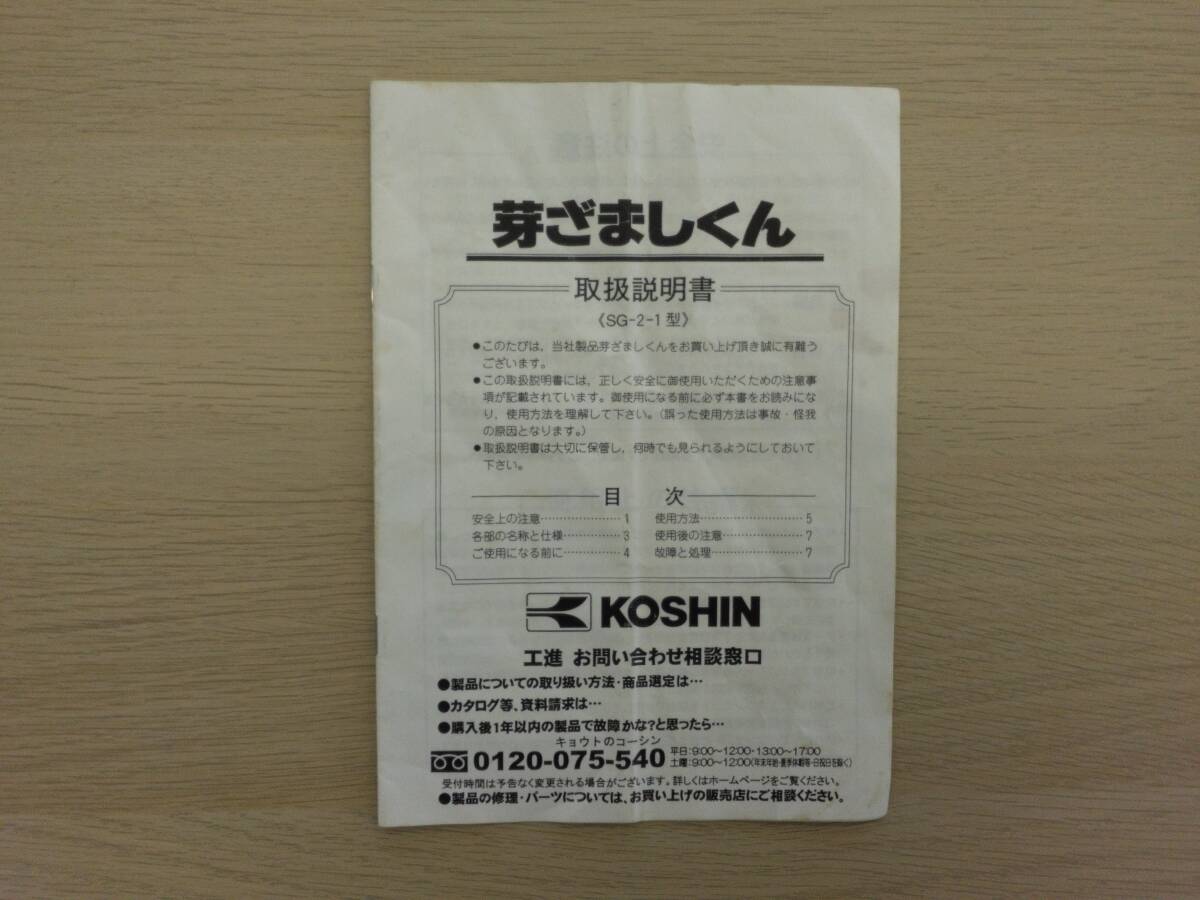 芽ざましくん
取扱説明書
《SG-2-1型》
●このたびは，当社製品芽ざましくんをお買い上げ頂き誠に有難う
ございます。
●この取扱説明書には，正しく安全に御使用いただくための注意事
項が記載されています。御使用になる前に必ず本書をお読みにな
り，使用方法を理解して下さい。（誤った使用方法は事故・怪我
の原因となります。）
●取扱説明書は大切に保管し，何時でも見られるようにしておいて
下さい。
目 次
安全上の注意…………………1
各部の名称と仕様……………3
ご使用になる前に……………4
使用方法………………………5
使用後の注意…………………7
故障と処理……………………7
KOSHIN
工進 お問い合わせ相談窓口
●製品についての取り扱い方法・商品選定は…
●カタログ等、資料請求は…
●購入後1年以内の製品で故障かな?と思ったら…
キョウトのコーシン
0120-075-540
平日:9:00〜12:00・13:00〜17:00
土曜:9:00〜12:00(年末年始・夏季休暇等・日祝日を除く)
受付時間は予告なく変更される場合がございます。詳しくはホームページをご覧ください。
●製品の修理・パーツについては、お買い上げの販売店にご相談ください。